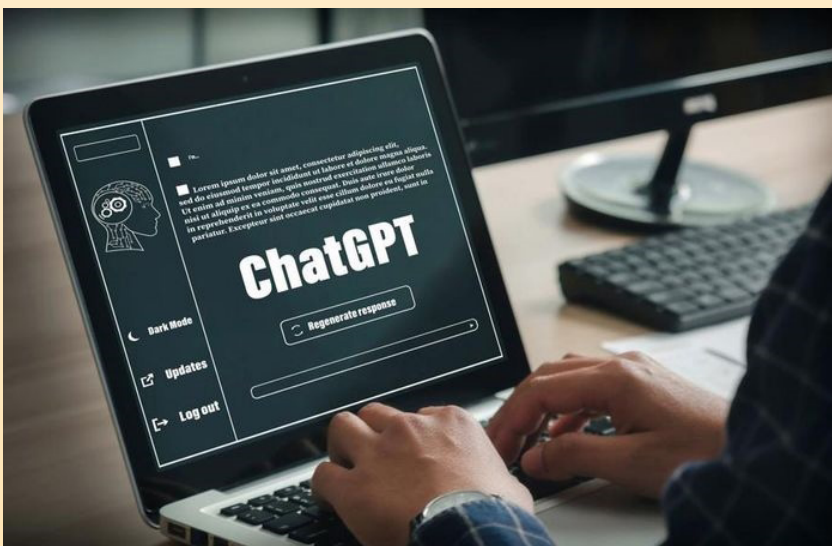 Lorem ipsum dolor sit amet, consectetur adipiscing elit,
sed do eiusmod tempor incididunt ut labore et dolore magna aliqua.
Ut enim ad minim veniam, quis nostrud exercitation ullamco laboris
nisi ut aliquip ex ea commodo consequat. Duis aute irure dolor
in reprehenderit in voluptate velit esse cillum dolore eu fugiat nulla
pariatur. Excepteur sint occaecat cupidatat non proident, sunt in
ChatGPT
Regenerate response
Dark Mode
Updates
Log out